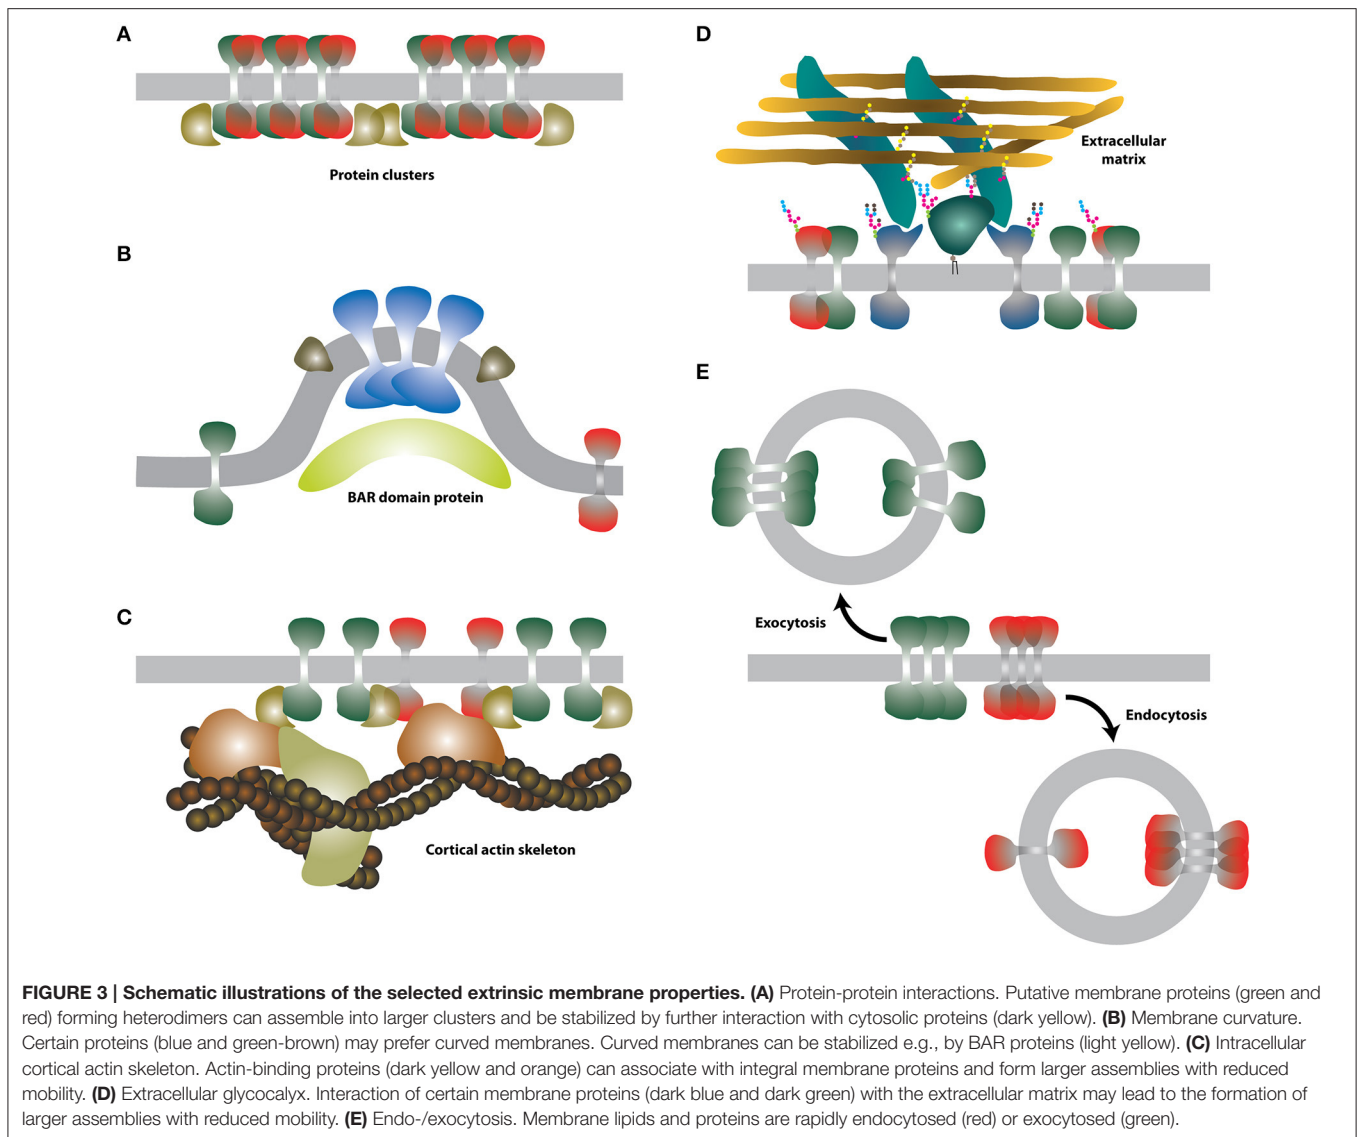 A
Protein clusters
B
BAR domain protein
C
Cortical actin skeleton
D
Extracellular
matrix
E
Exocytosis
Endocytosis
FIGURE 3 | Schematic illustrations of the selected extrinsic membrane properties. (A) Protein-protein interactions. Putative membrane proteins (green and
red) forming heterodimers can assemble into larger clusters and be stabilized by further interaction with cytosolic proteins (dark yellow). (B) Membrane curvature.
Certain proteins (blue and green-brown) may prefer curved membranes. Curved membranes can be stabilized e.g., by BAR proteins (light yellow). (C) Intracellular
cortical actin skeleton. Actin-binding proteins (dark yellow and orange) can associate with integral membrane proteins and form larger assemblies with reduced
mobility. (D) Extracellular glycocalyx. Interaction of certain membrane proteins (dark blue and dark green) with the extracellular matrix may lead to the formation of
larger assemblies with reduced mobility. (E) Endo-/exocytosis. Membrane lipids and proteins are rapidly endocytosed (red) or exocytosed (green).